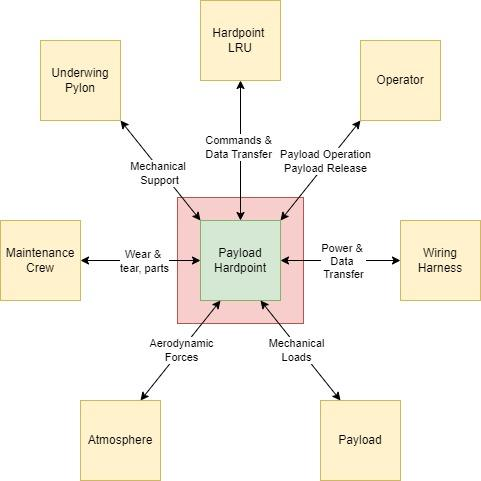 Hardpoint
LRU
Underwing
Pylon
Operator
Commands &
Data Transfer
Payload Operation
Payload Release
Mechanical
Support
Maintenance
Crew
Wear &
tear, parts
Payload
Hardpoint
Power &
Data
Transfer
Wiring
Harness
Aerodynamic
Forces
Mechanical
Loads
Atmosphere
Payload